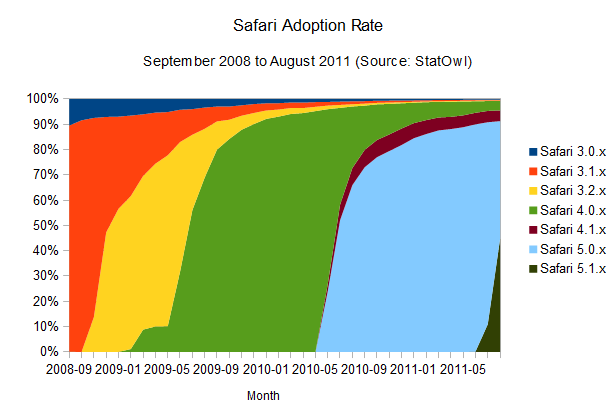 Safari Adoption Rate
September 2008 to August 2011 (Source: StatOwl)
100%
90%
80%
70%
60%
50%
40%
30%
20%
10%
0%
2008-09 2009-01 2009-05 2009-09 2010-01 2010-05 2010-09 2011-01 2011-05
Month
Safari 3.0.x
Safari 3.1.x
Safari 3.2.x
Safari 4.0.x
Safari 4.1.x
Safari 5.0.x
Safari 5.1.x